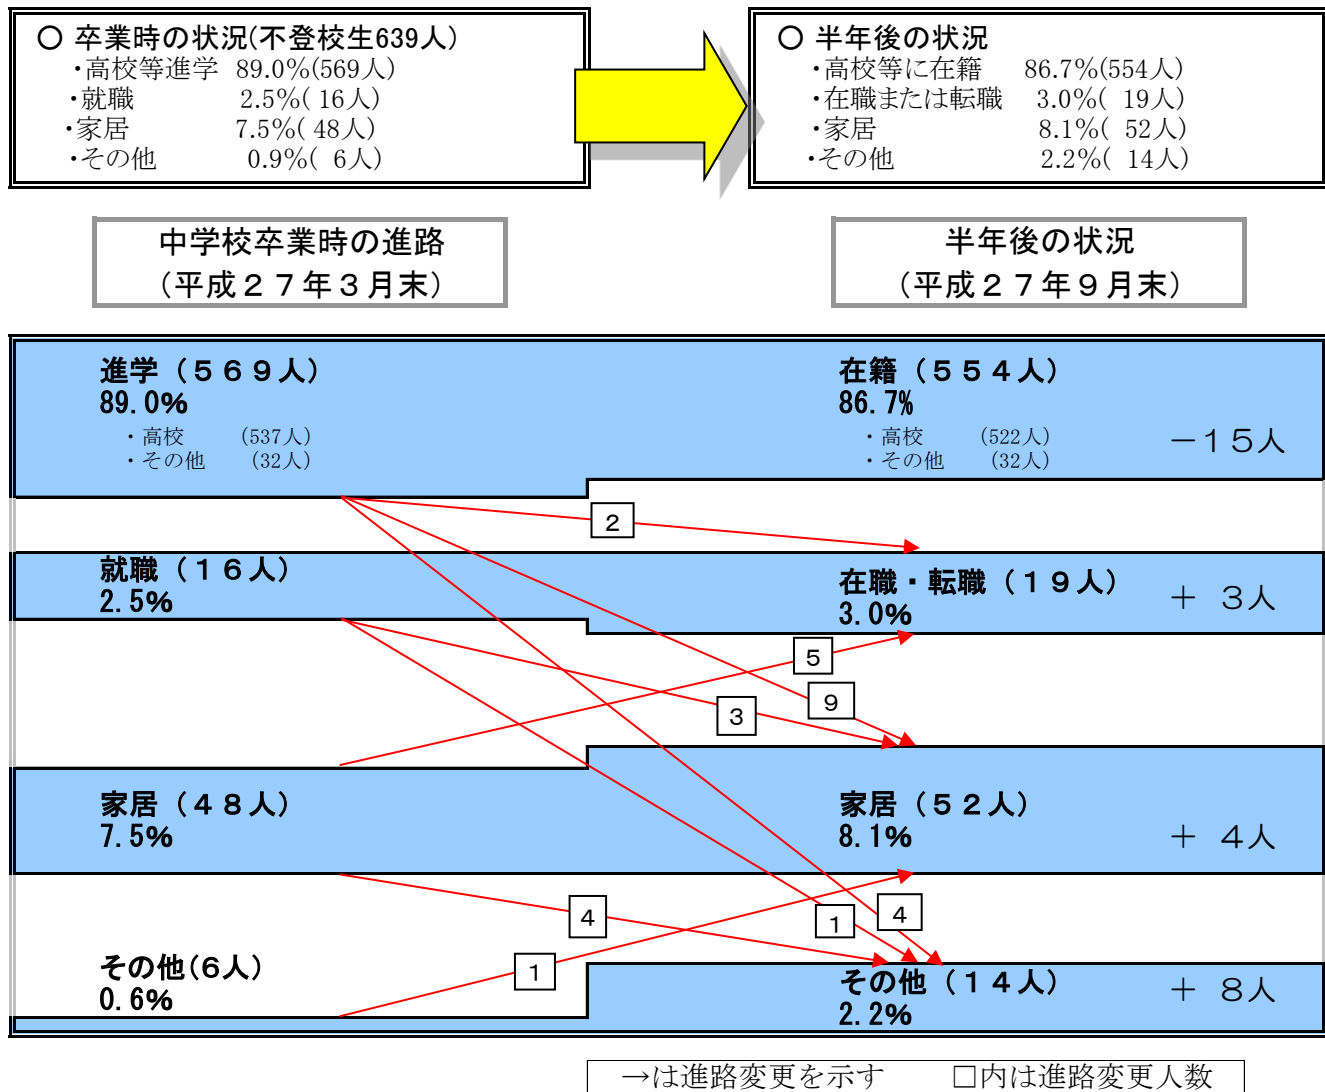 ○ 卒業時の状況(不登校生639人)
・高校等進学 89.0%(569人)
・就職 2.5%( 16人)
・家居 7.5%( 48人)
・その他 0.9%( 6人)
○ 半年後の状況
・高校等に在籍 86.7%(554人)
・在職または転職 3.0%( 19人)
・家居 8.1%( 52人)
・その他 2.2%( 14人)
中学校卒業時の進路
(平成27年3月末)
半年後の状況
(平成27年9月末)
進学(569人)
89.0%
・高校 (537人)
・その他 (32人)
在籍(554人)
86.7%
・高校 (522人)
・その他 (32人)
-15人
2
就職(16人)
2.5%
在職・転職(19人)
3.0%
+ 3人
5
9
3
家居(48人)
7.5%
家居(52人)
8.1%
+ 4人
4
1
4
1
その他(6人)
0.6%
その他(14人)
2.2%
+ 8人
→は進路変更を示す □内は進路変更人数